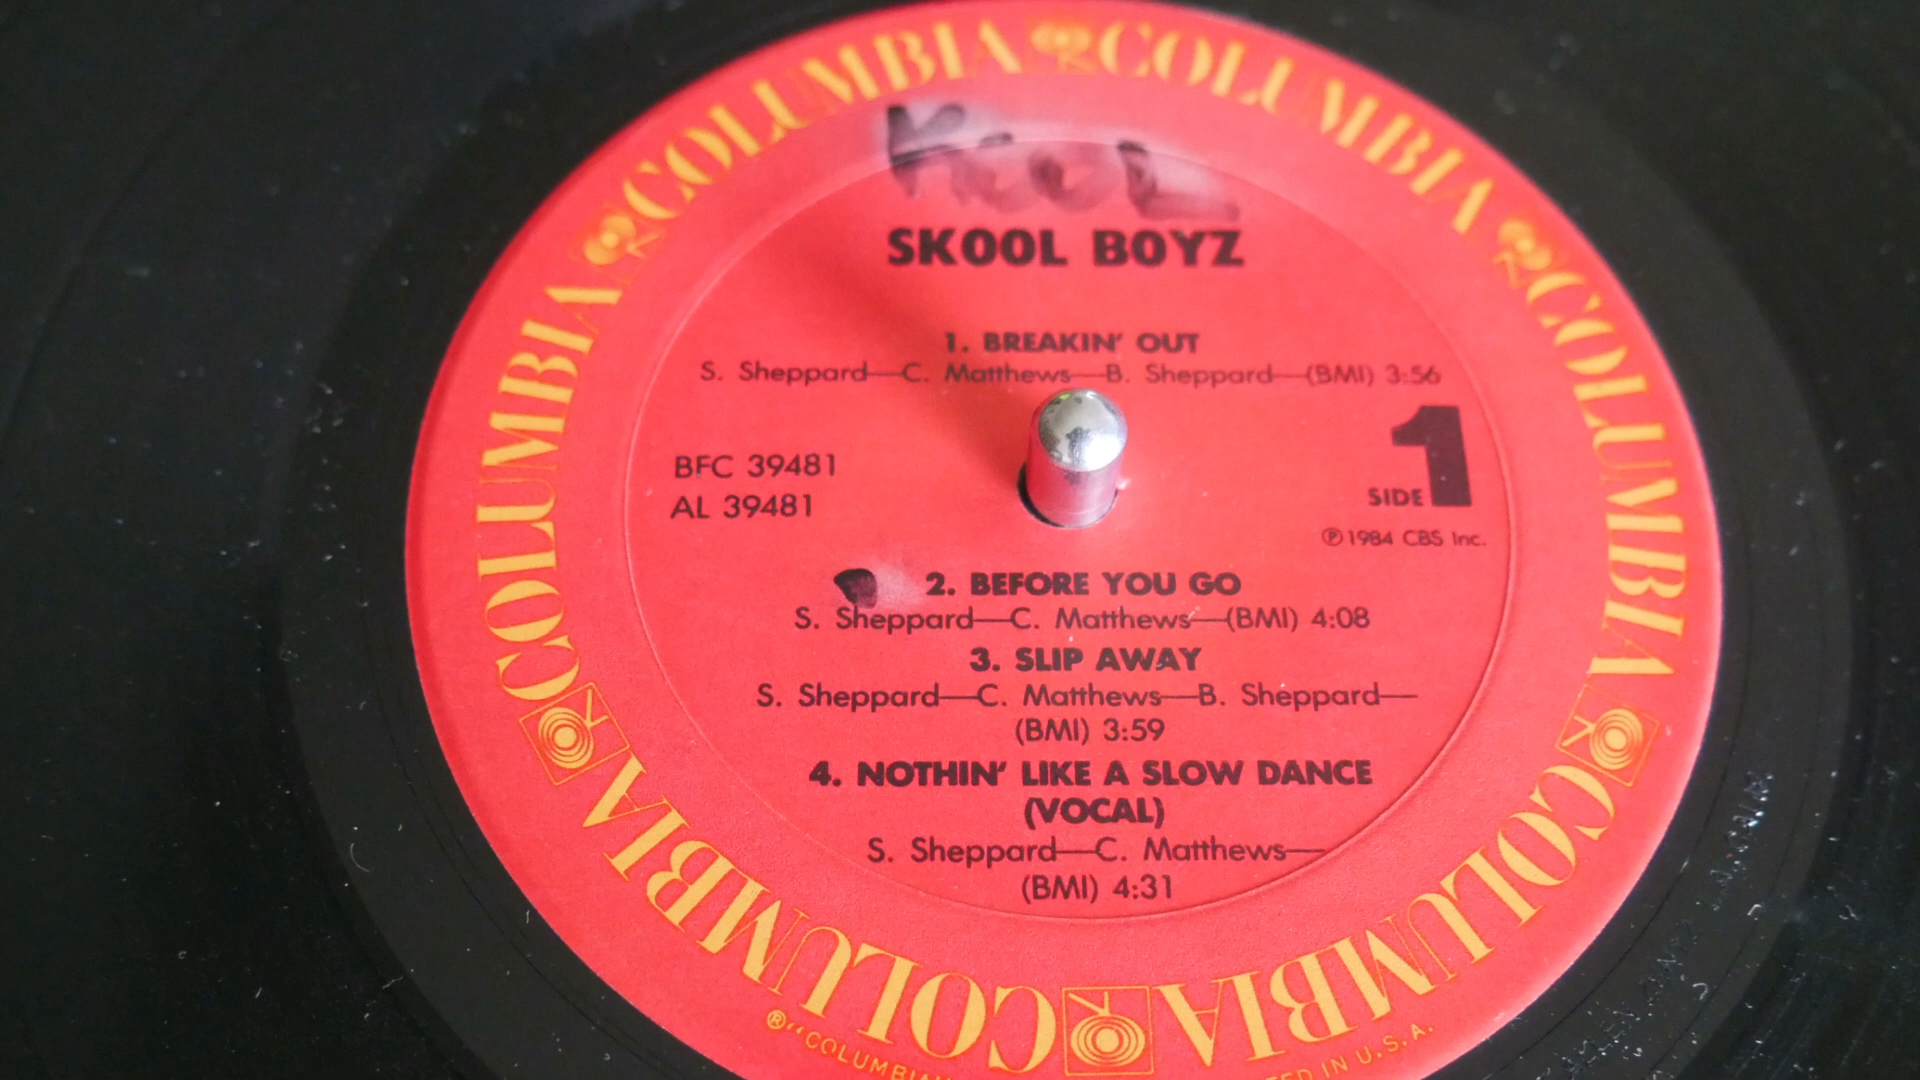 COLUMBIA COLUMBIA COLUMBIA COLUMBIA COLUMBIA COLUMBIA
KOOL
SKOOL BOYZ
1. BREAKIN' OUT
S. Sheppard—C. Matthews—B. Sheppard—(BMI) 3:56
BFC 39481
AL 39481
SIDE 1
℗ 1984 CBS Inc.
2. BEFORE YOU GO
S. Sheppard—C. Matthews—(BMI) 4:08
3. SLIP AWAY
S. Sheppard—C. Matthews—B. Sheppard—
(BMI) 3:59
4. NOTHIN' LIKE A SLOW DANCE
(VOCAL)
S. Sheppard—C. Matthews—
(BMI) 4:31
® "COLUMBIA
IN U.S.A.